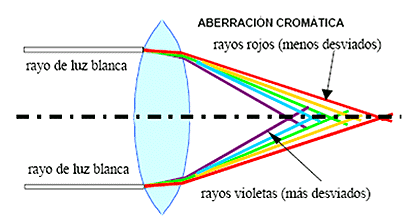 ABERRACIÓN CROMÁTICA
rayos rojos (menos desviados)
rayo de luz blanca
rayo de luz blanca
rayos violetas (más desviados)